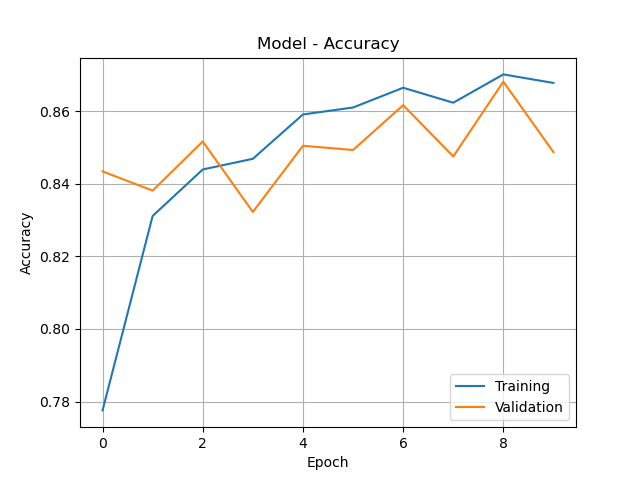 Model - Accuracy
0.86
0.84
0.82
0.80
0.78
Accuracy
0 2 4 6 8
Epoch
Training
Validation